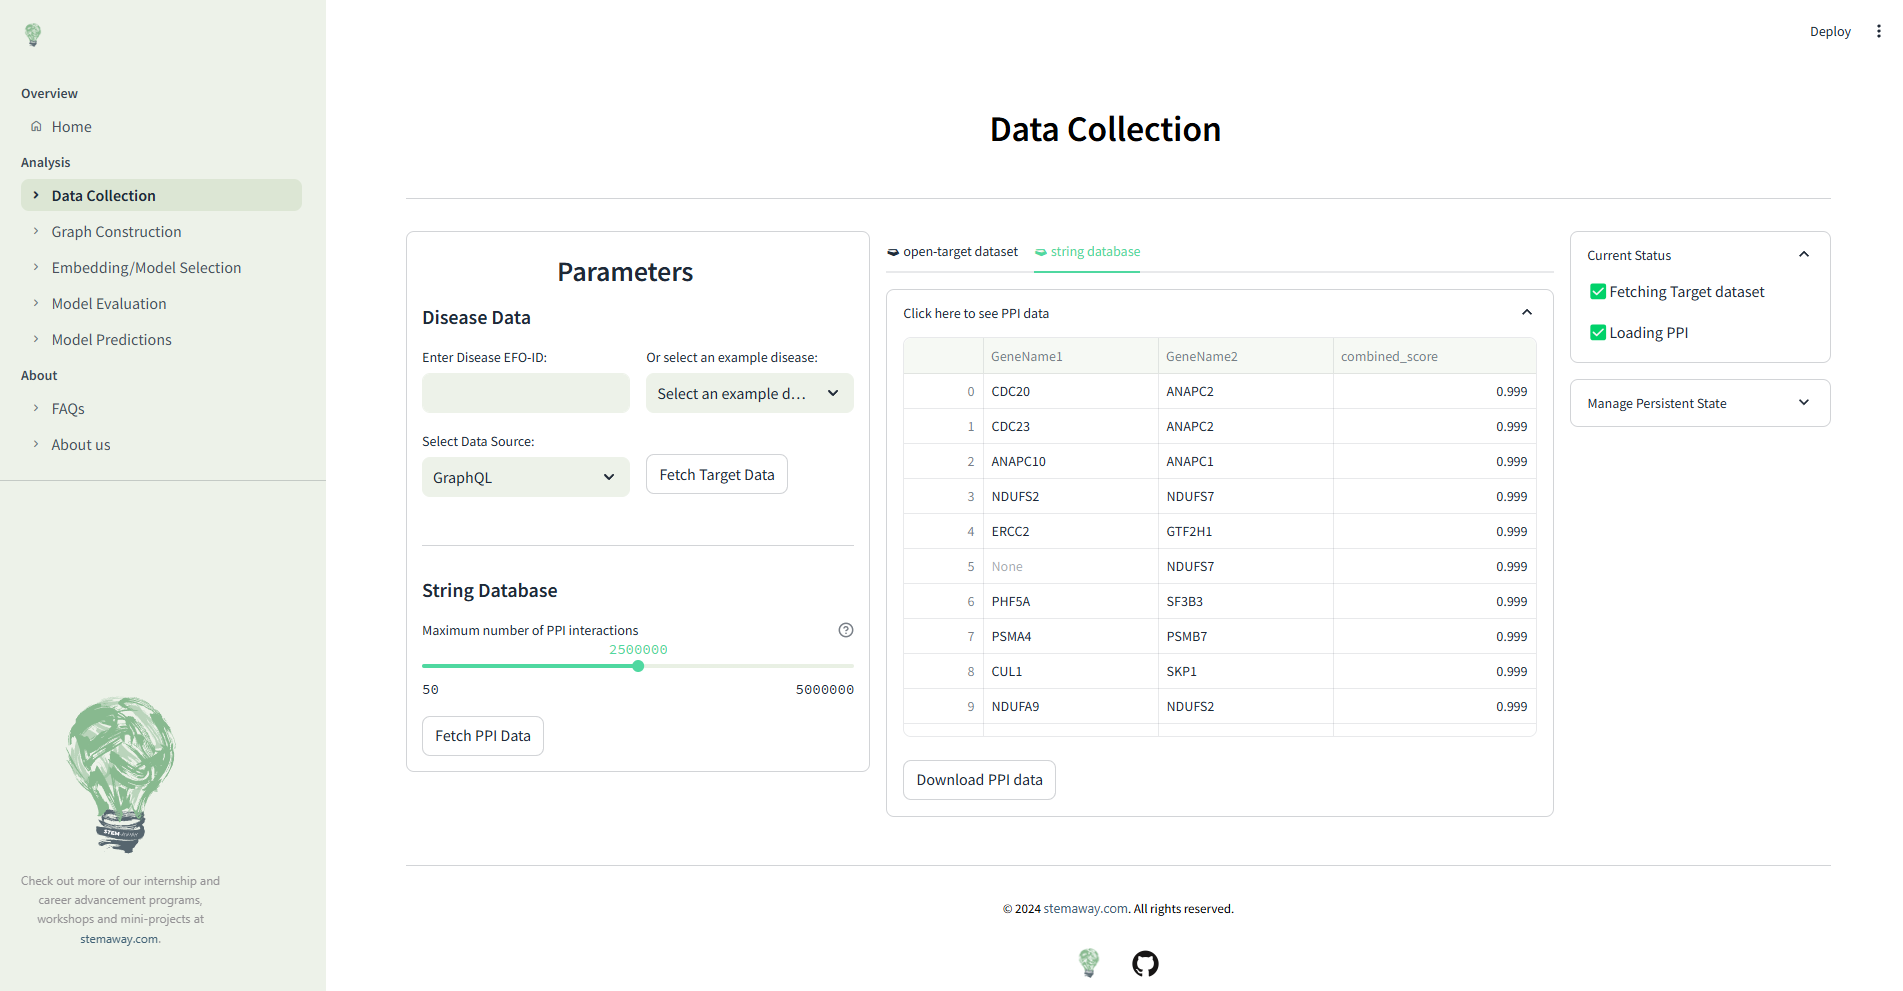 Deploy
Overview
Home
Analysis
Data Collection
Graph Construction
Embedding/Model Selection
Model Evaluation
Model Predictions
About
FAQs
About us
Check out more of our internship and
career advancement programs,
workshops and mini-projects at
stemaway.com.
Data Collection
Parameters
Disease Data
Enter Disease EFO-ID:
Or select an example disease:
Select an example d...
Select Data Source:
GraphQL
Fetch Target Data
String Database
Maximum number of PPI interactions
2500000
50 5000000
Fetch PPI Data
open-target dataset string database
Click here to see PPI data
GeneName1 GeneName2 combined_score
0 CDC20 ANAPC2 0.999
1 CDC23 ANAPC2 0.999
2 ANAPC10 ANAPC1 0.999
3 NDUFS2 NDUFS7 0.999
4 ERCC2 GTF2H1 0.999
5 None NDUFS7 0.999
6 PHF5A SF3B3 0.999
7 PSMA4 PSMB7 0.999
8 CUL1 SKP1 0.999
9 NDUFA9 NDUFS2 0.999
Download PPI data
Current Status
Fetching Target dataset
Loading PPI
Manage Persistent State
© 2024 stemaway.com. All rights reserved.